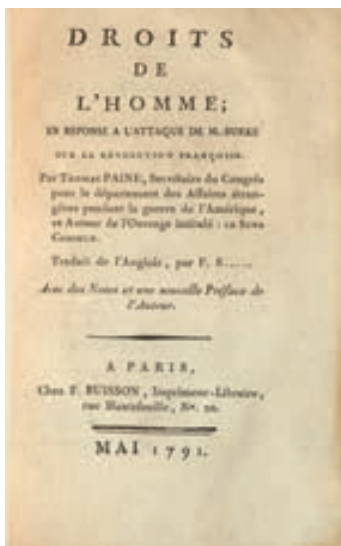 DROITS
DE
L'HOMME;
EN RÉPONSE A L'ATTAQUE DE M. BURKE
SUR LA RÉVOLUTION FRANÇOISE.
Par THOMAS PAINE, Secrétaire du Congrès
pour le département des Affaires étran-
gères pendant la guerre de l'Amérique,
et Auteur de l'Ouvrage intitulé: LE SENS
COMMUN.
Traduit de l'Anglois, par F. S......
Avec des Notes et une nouvelle Préface de
l'Auteur.
A PARIS,
Chez F. BUISSON, Imprimeur-Libraire,
rue Hautefeuille, No. 20.
MAI 1791.